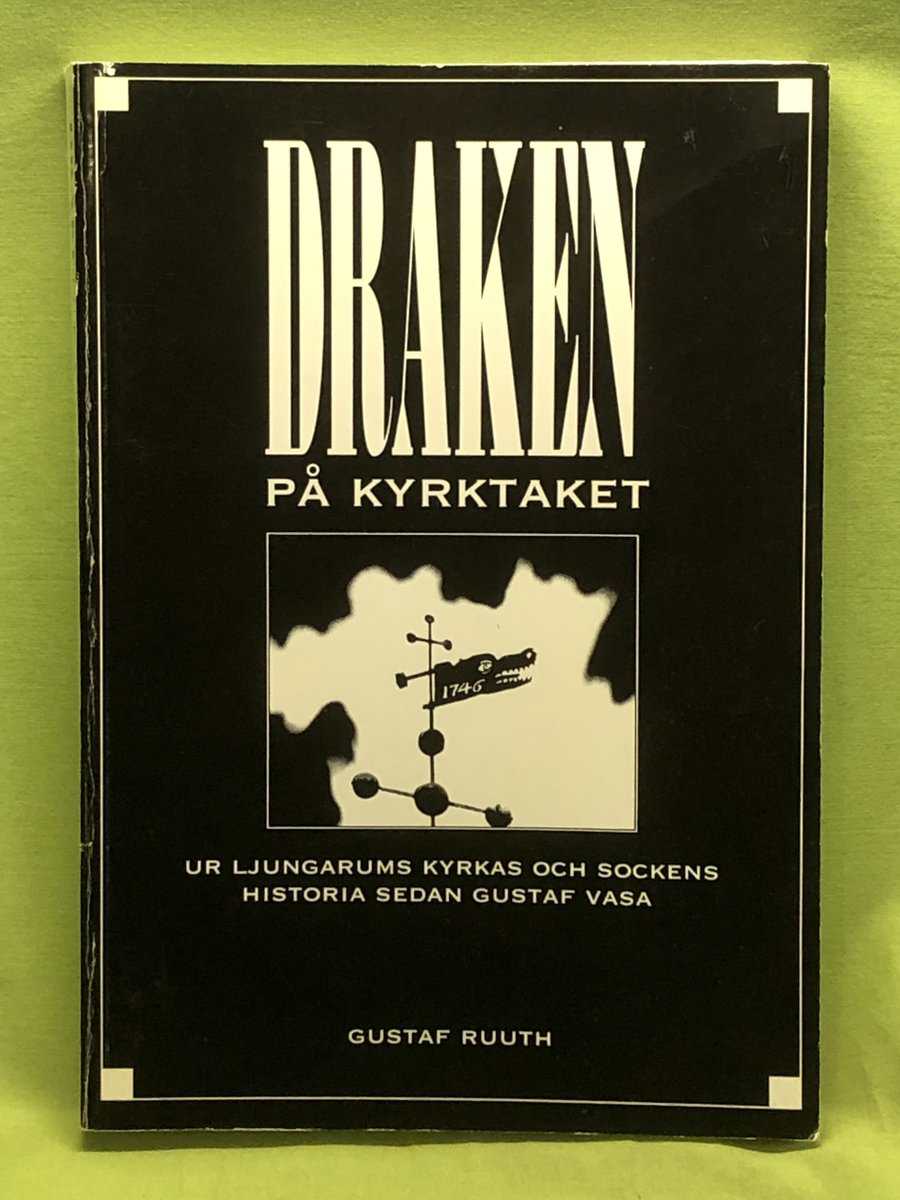 DRAKEN
PÅ KYRKTAKET
1746
UR LJUNGARUMS KYRKAS OCH SOCKENS
HISTORIA SEDAN GUSTAF VASA
GUSTAF RUUTH